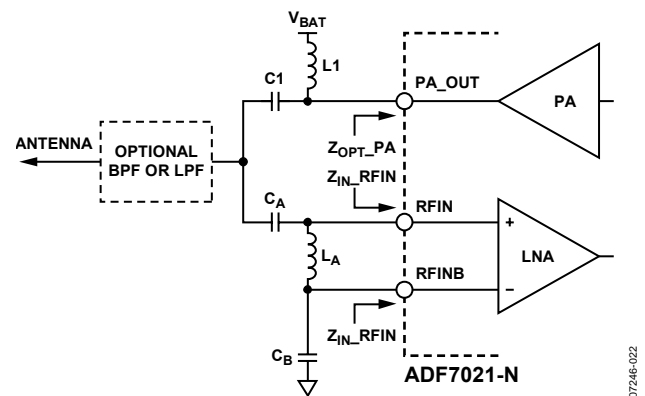 VBAT
L1
C1
PA_OUT
PA
ANTENNA
OPTIONAL
BPF OR LPF
ZOPT_PA
ZIN_RFIN
CA
RFIN
+
LA
LNA
RFINB
–
ZIN_RFIN
CB
ADF7021-N
07246-022